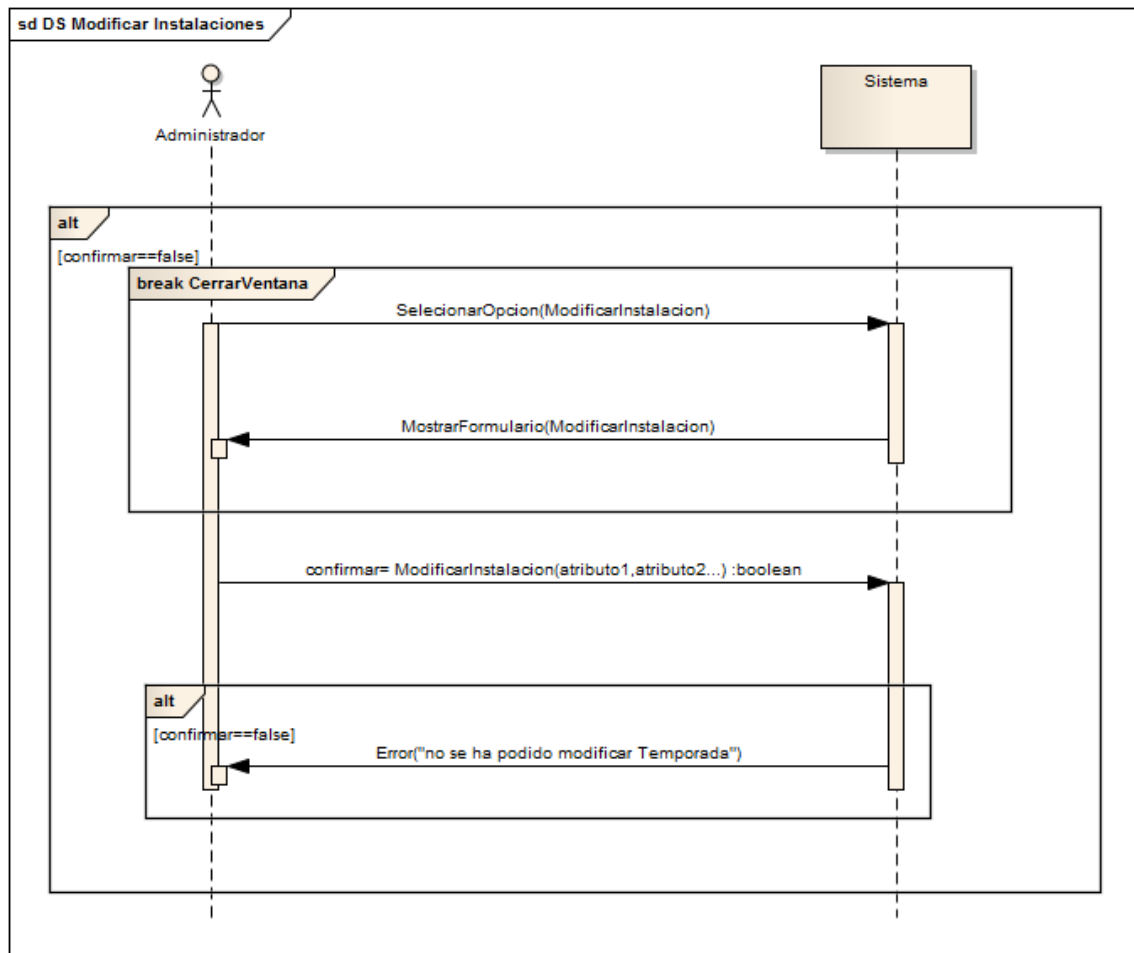 sd DS Modificar Instalaciones
Sistema
Administrador
alt
[confirmar==false]
break CerrarVentana
SelecionarOpcion(ModificarInstalacion)
MostrarFormulario(ModificarInstalacion)
confirmar= ModificarInstalacion(atributo1,atributo2...) :boolean
alt
[confirmar==false]
Error("no se ha podido modificar Temporada")